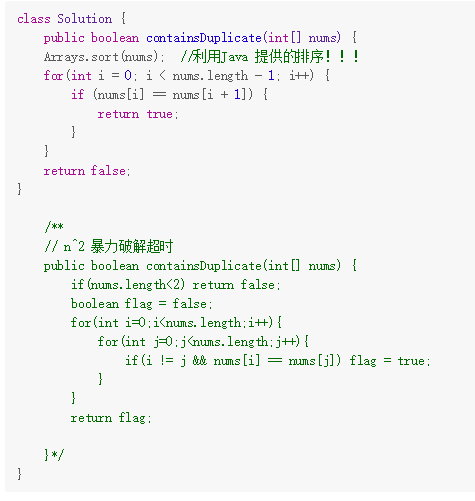 class Solution {
    public boolean containsDuplicate(int[] nums) {
    Arrays.sort(nums);  //利用Java 提供的排序！！！
    for(int i = 0; i < nums.length - 1; i++) {
        if (nums[i] == nums[i + 1]) {
            return true;
        }
    }
    return false;
}

    /**
    // n^2 暴力破解超时
    public boolean containsDuplicate(int[] nums) {
        if(nums.length<2) return false;
        boolean flag = false;
        for(int i=0;i<nums.length;i++){
            for(int j=0;j<nums.length;j++){
                if(i != j && nums[i] == nums[j]) flag = true;
            }
        }
        return flag;

    }*/
}